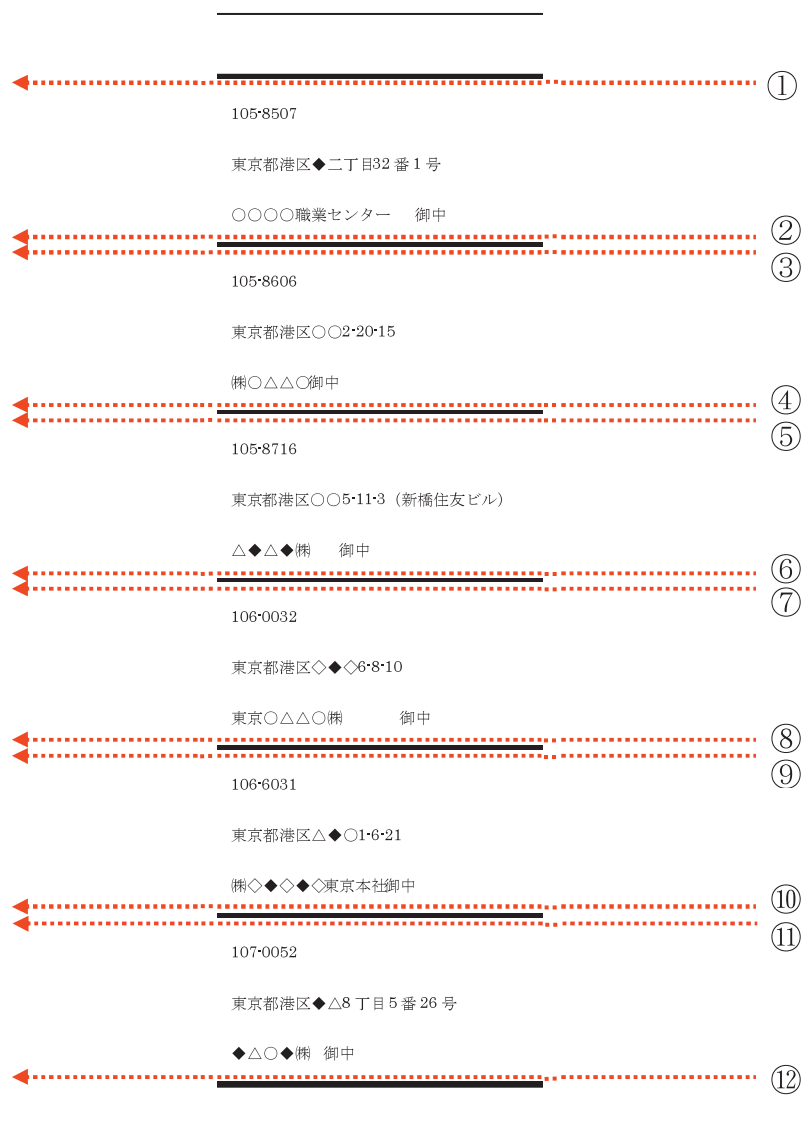 ①
105-8507
東京都港区◆二丁目32番1号
○○○○職業センター 御中
②
③
105-8606
東京都港区○○2-20-15
㈱○△△○御中
④
⑤
105-8716
東京都港区○○5-11-3（新橋住友ビル）
△◆△◆㈱ 御中
⑥
⑦
106-0032
東京都港区◇◆◇6-8-10
東京○△△○㈱ 御中
⑧
⑨
106-6031
東京都港区△◆○1-6-21
㈱◇◆◇◆◇東京本社御中
⑩
⑪
107-0052
東京都港区◆△8丁目5番26号
◆△○◆㈱ 御中
⑫